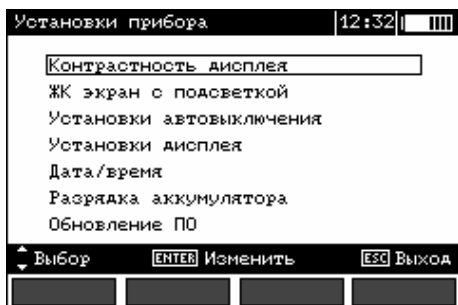 Установки прибора 12:32
Контрастность дисплея
ЖК экран с подсветкой
Установки автовыключения
Установки дисплея
Дата/время
Разрядка аккумулятора
Обновление ПО
Выбор ENTER Изменить ESC Выход